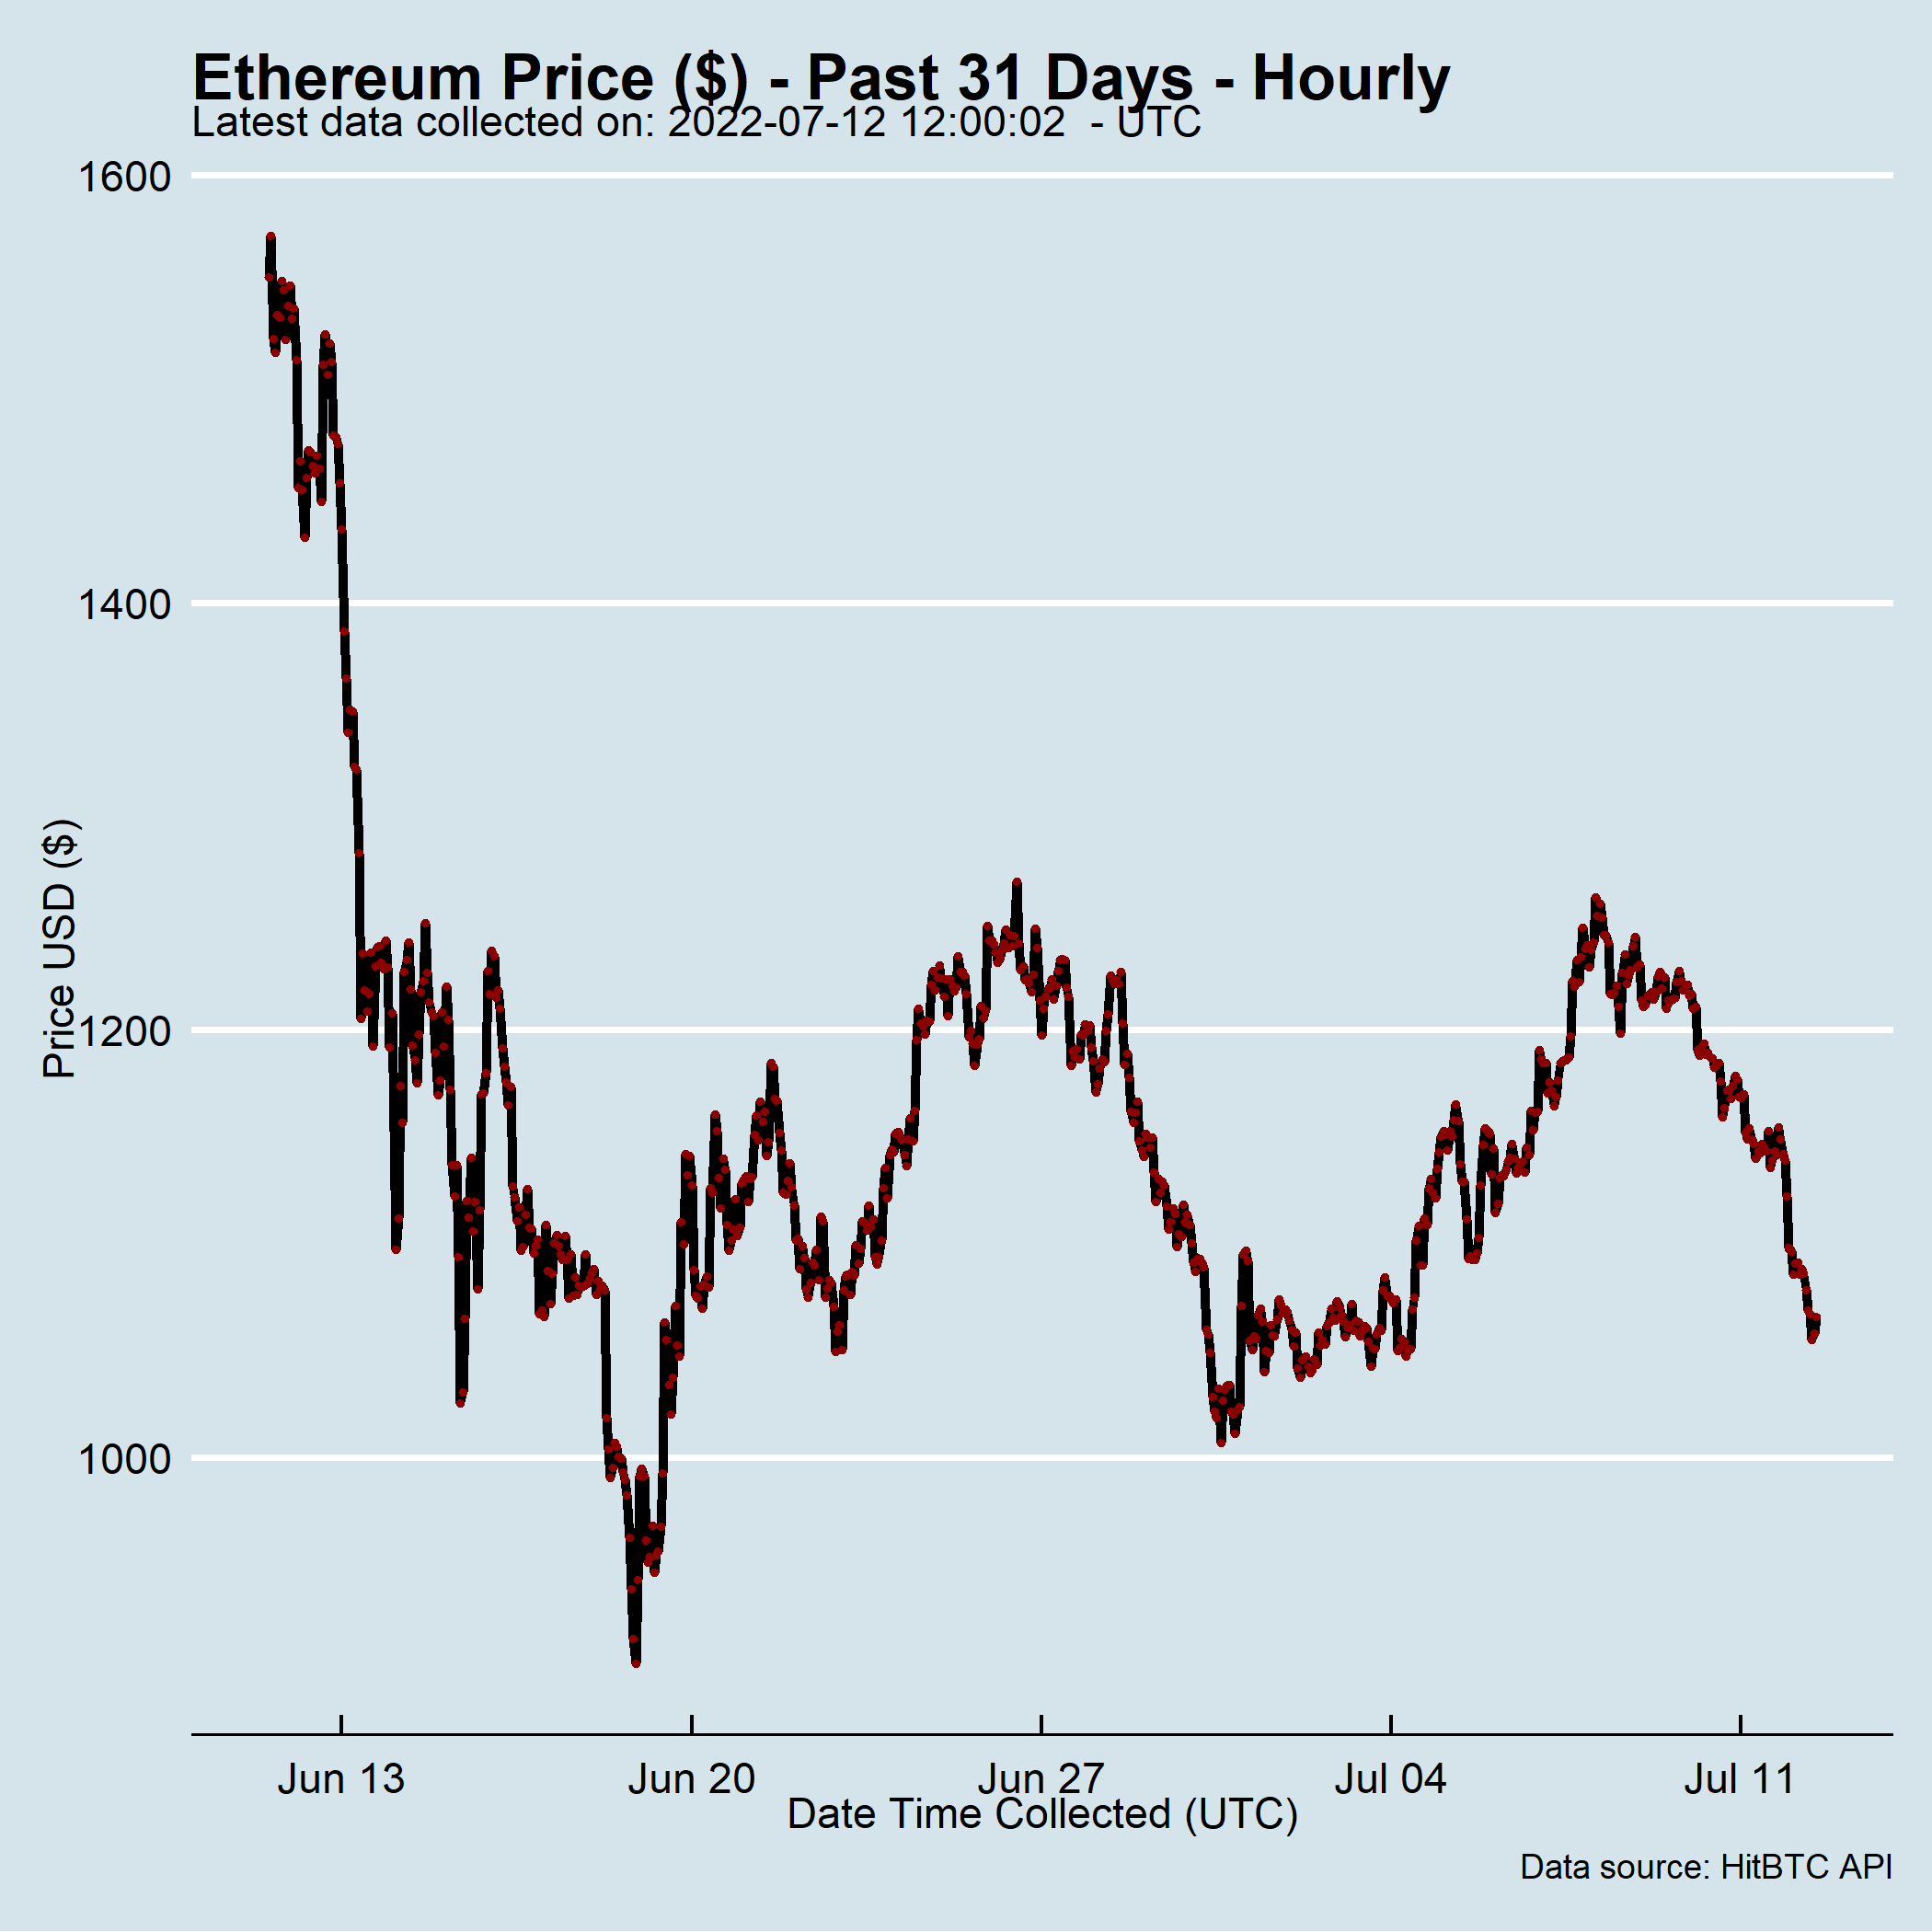 Ethereum Price ($) - Past 31 Days - Hourly
Latest data collected on: 2022-07-12 12:00:02  - UTC
1600
1400
1200
1000
Price USD ($)
Jun 13
Jun 20
Jun 27
Jul 04
Jul 11
Date Time Collected (UTC)
Data source: HitBTC API